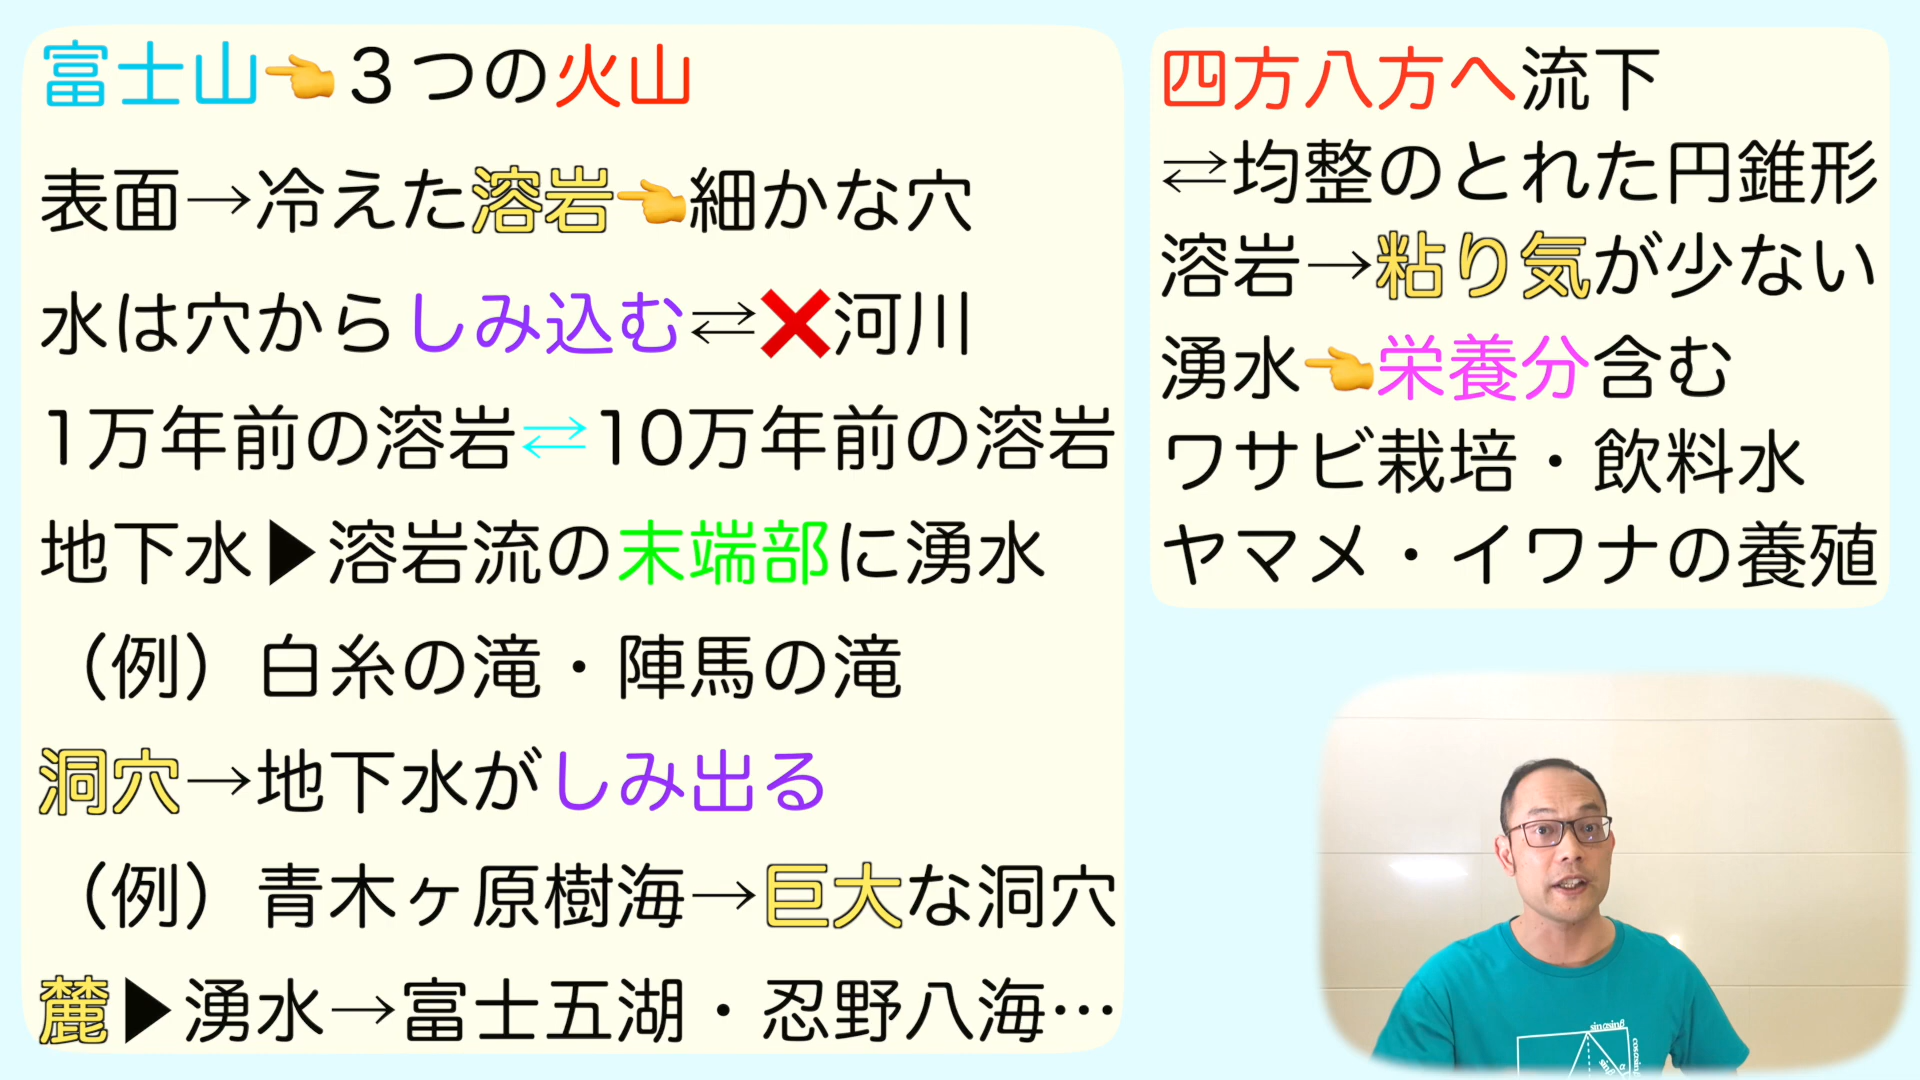 富士山👈３つの火山
表面→冷えた溶岩👈細かな穴
水は穴からしみ込む⇄❌河川
1万年前の溶岩⇄10万年前の溶岩
地下水▶溶岩流の末端部に湧水
（例）白糸の滝・陣馬の滝
洞穴→地下水がしみ出る
（例）青木ヶ原樹海→巨大な洞穴
麓▶湧水→富士五湖・忍野八海…
四方八方へ流下
⇄均整のとれた円錐形
溶岩→粘り気が少ない
湧水👈栄養分含む
ワサビ栽培・飲料水
ヤマメ・イワナの養殖
sinαsinβ